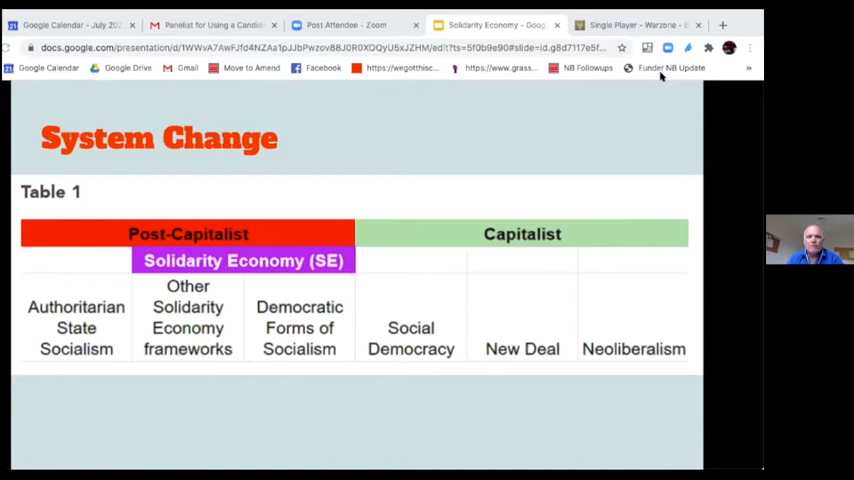 Google Calendar - July 202
Panelist for Using a Candid
Post Attendee - Zoom
Solidarity Economy - Goog
Single Player - Warzone - B
docs.google.com/presentation/d/1WWvA7AwFJfd4NZAa1pJJbPwzov88J0R0XQQyU5xJZHM/edit?ts=5f0b9e90#slide=id.g8d7117e5f...
Google Calendar
Google Drive
Gmail
Move to Amend
Facebook
https://wegotthisc...
https://www.grass...
NB Followups
Funder NB Update
System Change
Table 1
Post-Capitalist
Capitalist
Solidarity Economy (SE)
Authoritarian
State
Socialism
Other
Solidarity
Economy
frameworks
Democratic
Forms of
Socialism
Social
Democracy
New Deal
Neoliberalism